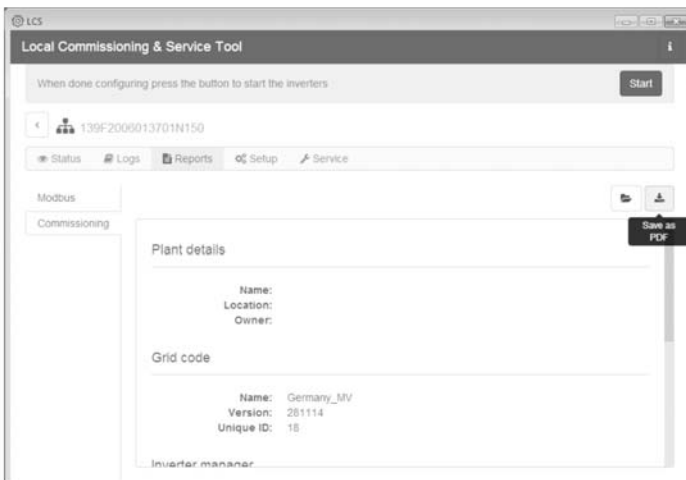 LCS
Local Commissioning & Service Tool i
When done configuring press the button to start the inverters Start
139F2006013701N150
Status Logs Reports Setup Service
Modbus
Commissioning
Save as
PDF
Plant details
Name:
Location:
Owner:
Grid code
Name: Germany_MV
Version: 281114
Unique ID: 18
Inverter manager